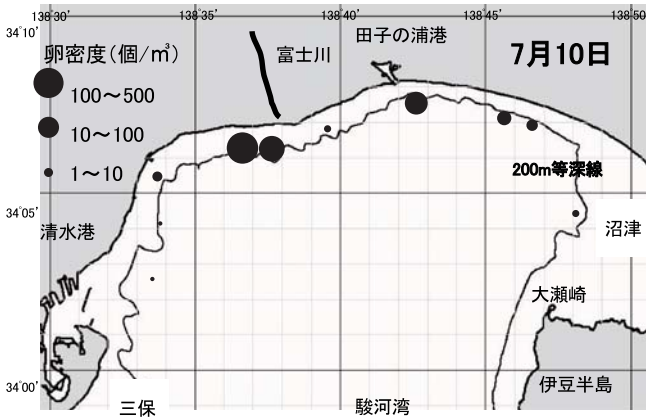 138°30' 138°35' 138°40' 138°45' 138°50'
34°10'
田子の浦港
富士川
7月10日
卵密度(個/㎥)
100～500
10～100
1～10
200m等深線
34°05'
清水港
沼津
大瀬崎
34°00'
伊豆半島
三保
駿河湾